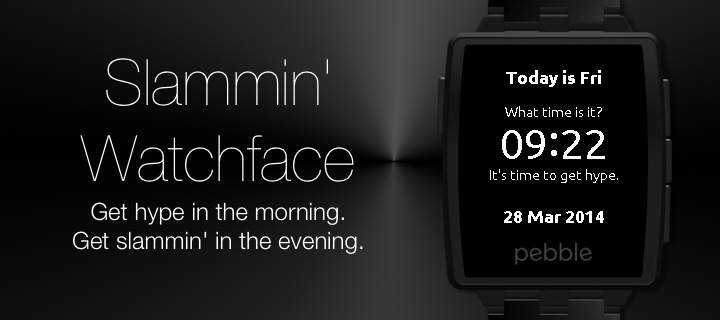 Slammin'
Watchface
Get hype in the morning.
Get slammin' in the evening.
Today is Fri
What time is it?
09:22
It's time to get hype.
28 Mar 2014
pebble